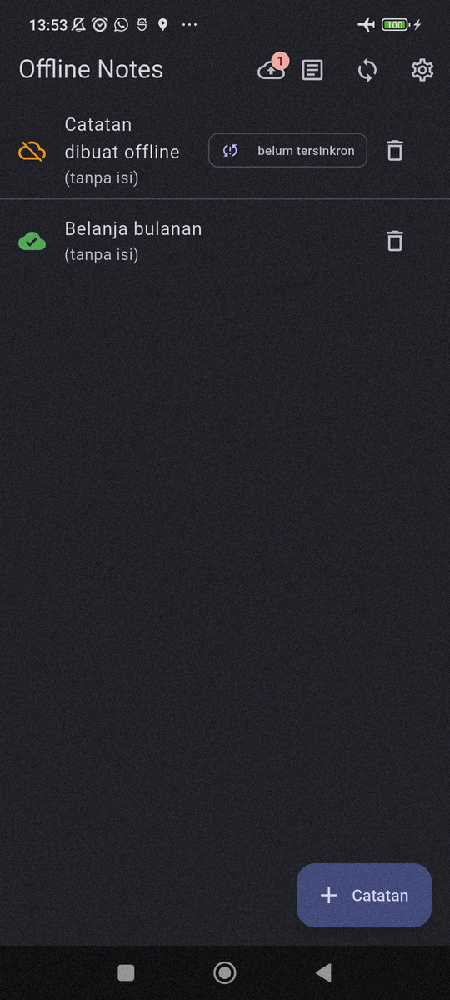 13:53
100
Offline Notes
1
Catatan
dibuat offline
(tanpa isi)
belum tersinkron
Belanja bulanan
(tanpa isi)
Catatan